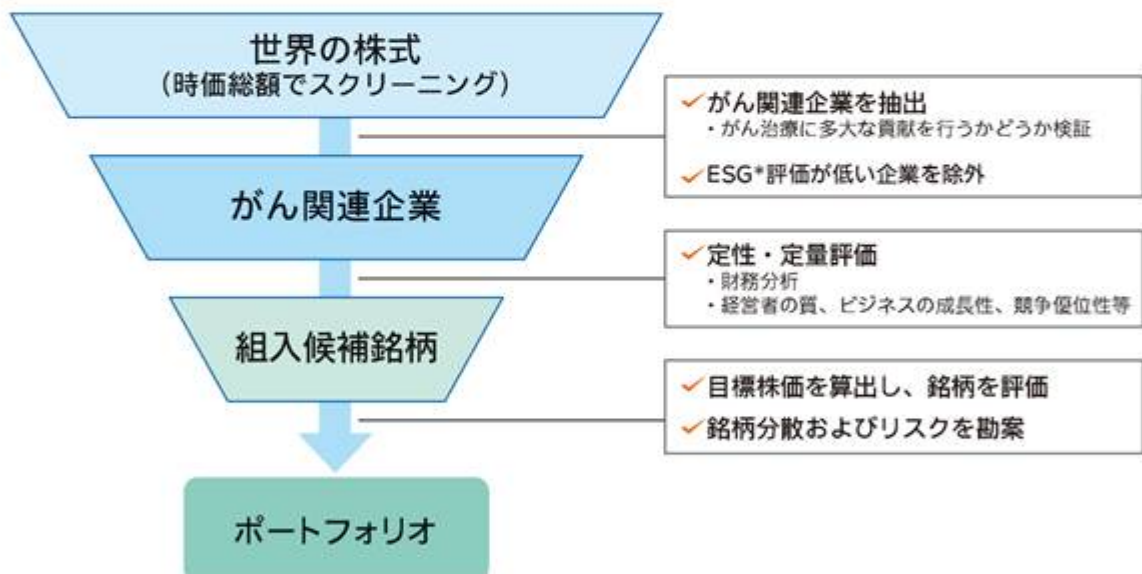 世界の株式
（時価総額でスクリーニング）
がん関連企業を抽出
・がん治療に多大な貢献を行うかどうか検証
ESG*評価が低い企業を除外
がん関連企業
定性・定量評価
・財務分析
・経営者の質、ビジネスの成長性、競争優位性等
組入候補銘柄
目標株価を算出し、銘柄を評価
銘柄分散およびリスクを勘案
ポートフォリオ